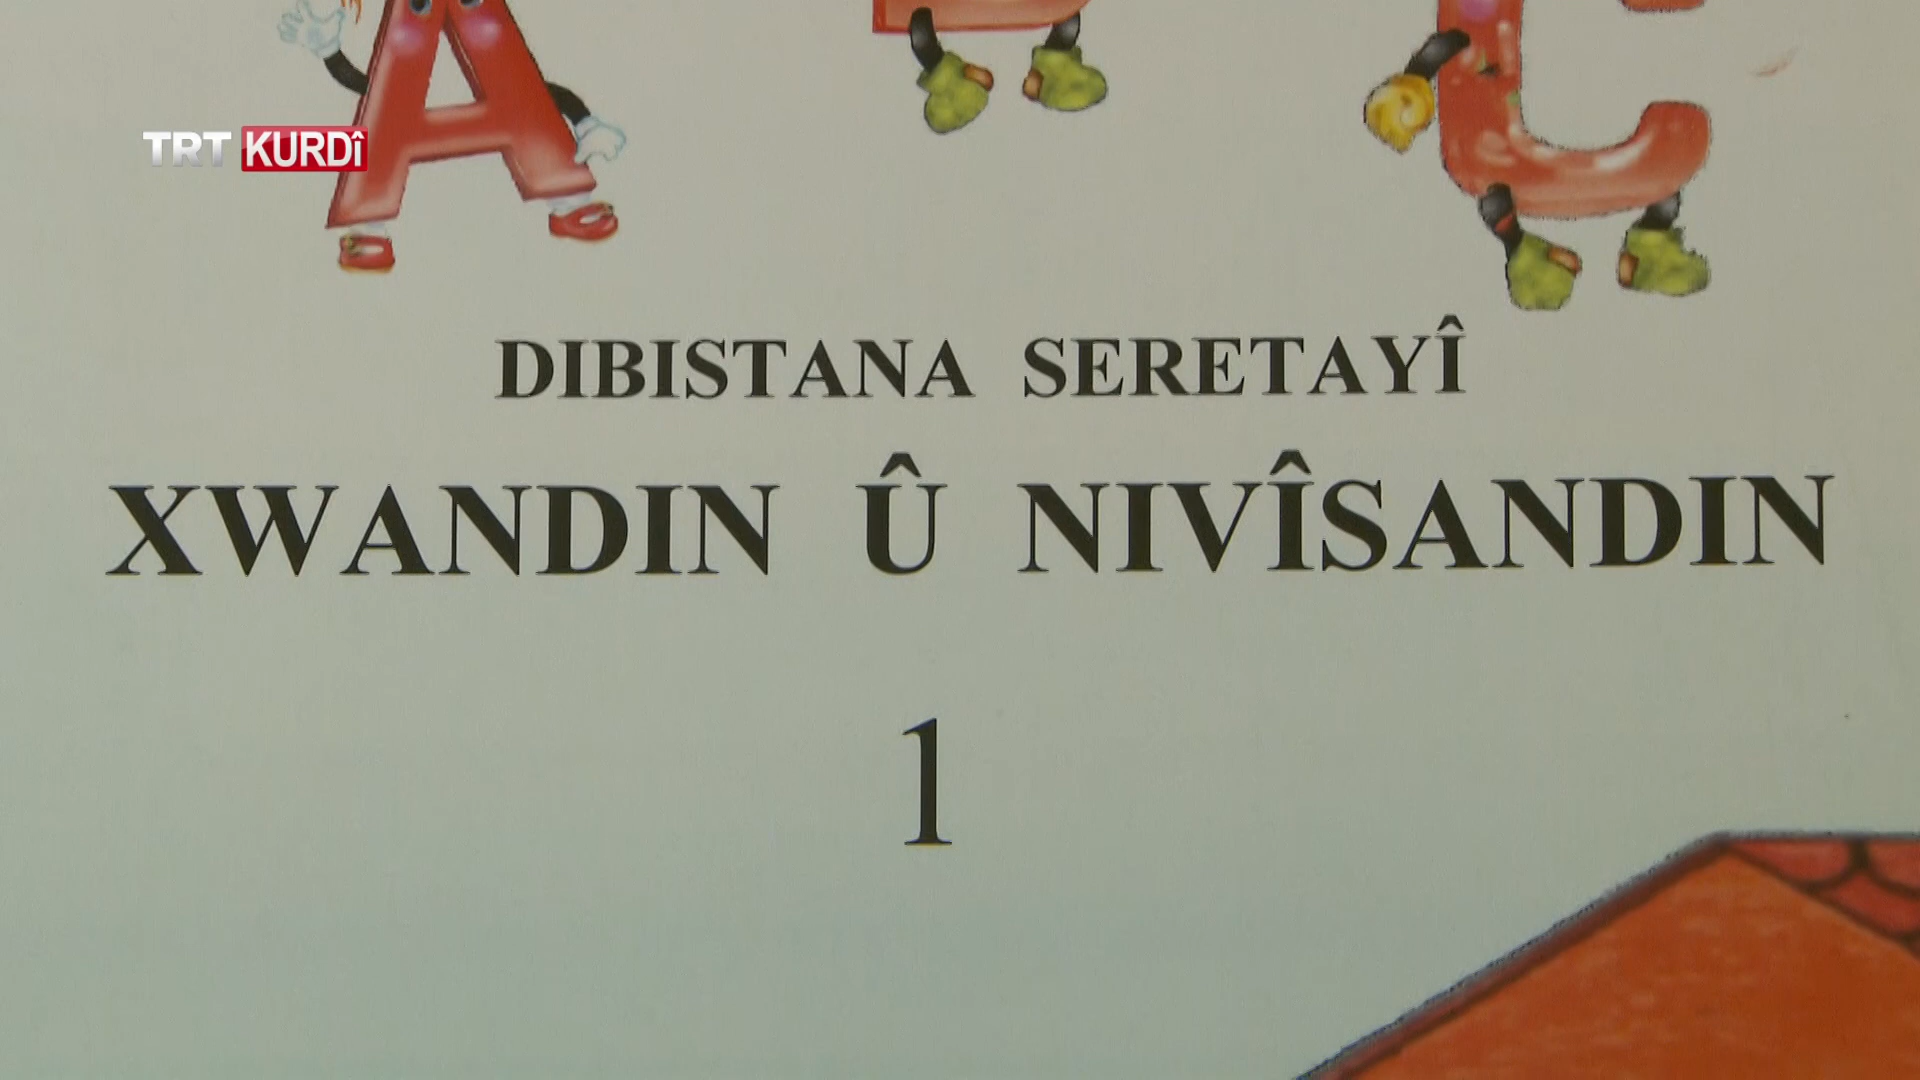 A C
TRT KURDÎ
DIBISTANA SERETAYÎ
XWANDIN Û NIVÎSANDIN
1